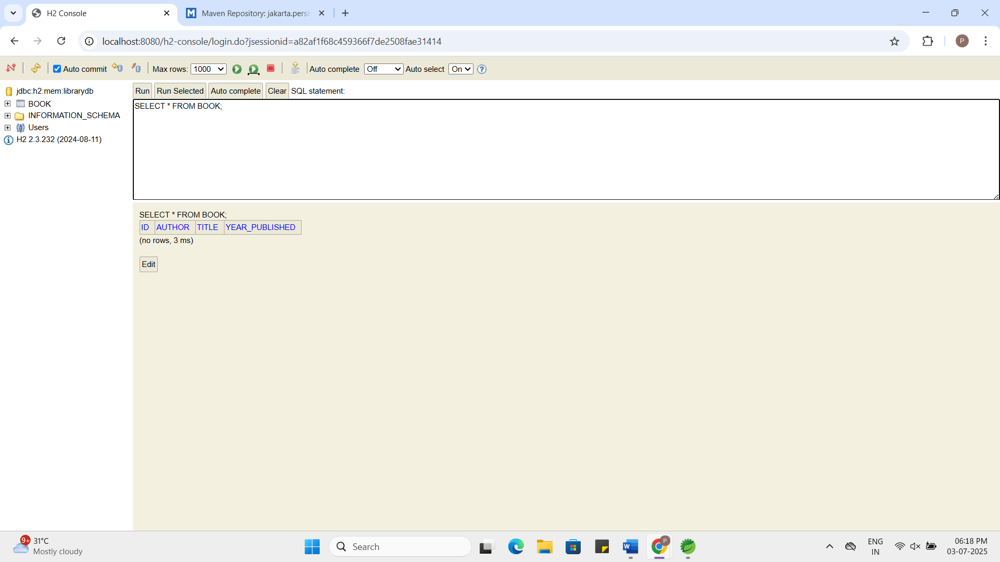 H2 Console
Maven Repository: jakarta.persi
localhost:8080/h2-console/login.do?jsessionid=a82af1f68c459366f7de2508fae31414
P
Auto commit Max rows: 1000 Auto complete Off Auto select On
jdbc:h2:mem:librarydb
BOOK
INFORMATION_SCHEMA
Users
H2 2.3.232 (2024-08-11)
Run Run Selected Auto complete Clear SQL statement:
SELECT * FROM BOOK;
SELECT * FROM BOOK;
ID AUTHOR TITLE YEAR_PUBLISHED
(no rows, 3 ms)
Edit
9+ 31°C
Mostly cloudy
Search
ENG
IN
06:18 PM
03-07-2025